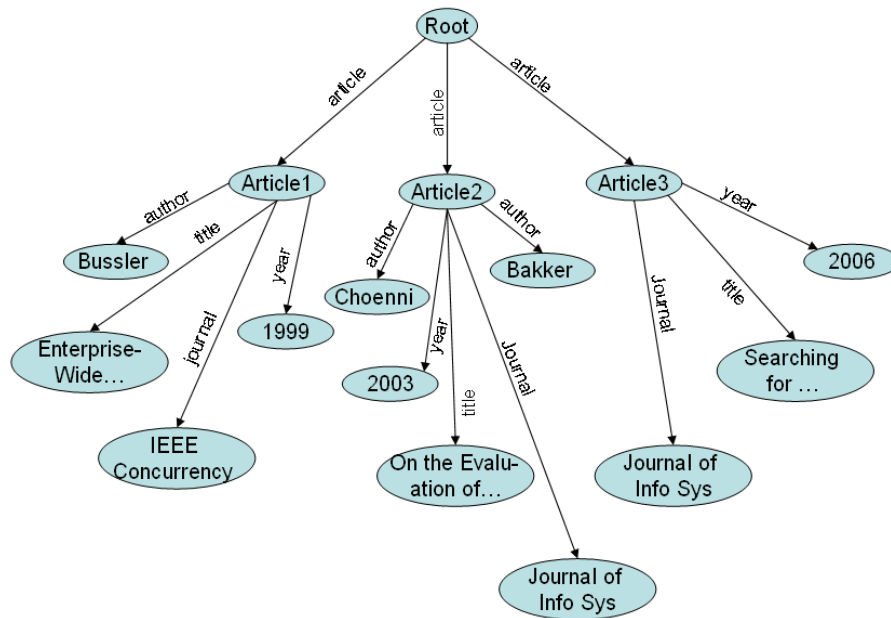 Root
article
article
article
Article1
Article2
Article3
author
title
journal
year
author
year
title
Journal
author
Journal
title
year
Bussler
Enterprise-
Wide...
IEEE
Concurrency
1999
Choenni
2003
On the Evalu-
ation of...
Journal of
Info Sys
Bakker
Journal of
Info Sys
Searching
for ...
2006